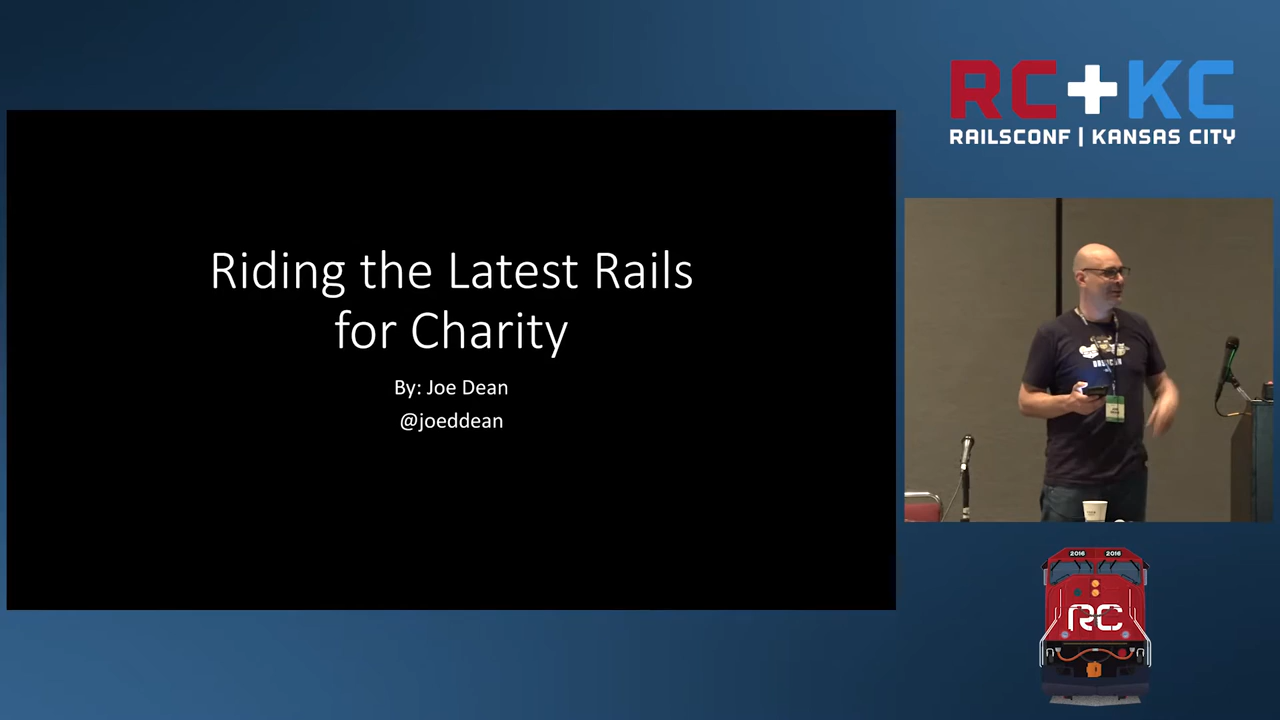 RC+KC
RAILSCONF | KANSAS CITY
Riding the Latest Rails
for Charity
By: Joe Dean
@joeddean
2016 2016
RC